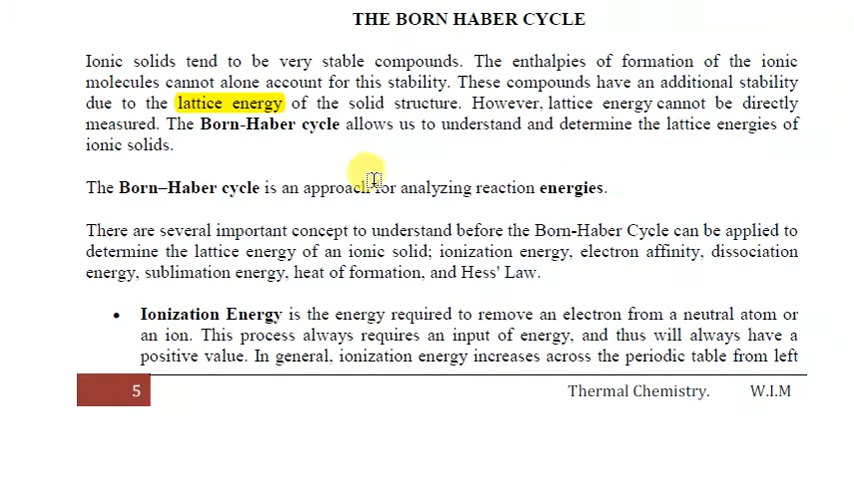 THE BORN HABER CYCLE
Ionic solids tend to be very stable compounds. The enthalpies of formation of the ionic
molecules cannot alone account for this stability. These compounds have an additional stability
due to the lattice energy of the solid structure. However, lattice energy cannot be directly
measured. The Born-Haber cycle allows us to understand and determine the lattice energies of
ionic solids.
The Born–Haber cycle is an approach for analyzing reaction energies.
There are several important concept to understand before the Born-Haber Cycle can be applied to
determine the lattice energy of an ionic solid; ionization energy, electron affinity, dissociation
energy, sublimation energy, heat of formation, and Hess' Law.
• Ionization Energy is the energy required to remove an electron from a neutral atom or
an ion. This process always requires an input of energy, and thus will always have a
positive value. In general, ionization energy increases across the periodic table from left
5 Thermal Chemistry. W.I.M